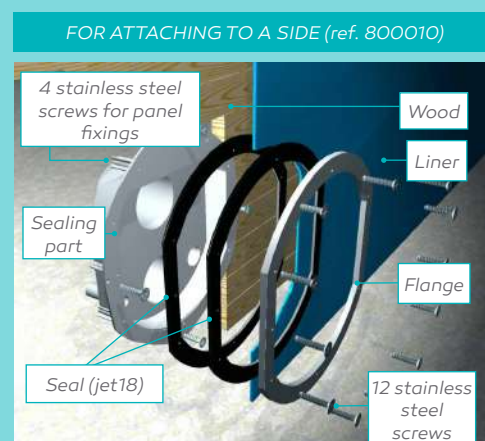 FOR ATTACHING TO A SIDE (ref. 800010)
4 stainless steel
screws for panel
fixings
Wood
Liner
Sealing
part
Flange
Seal (jet18)
12 stainless
steel
screws